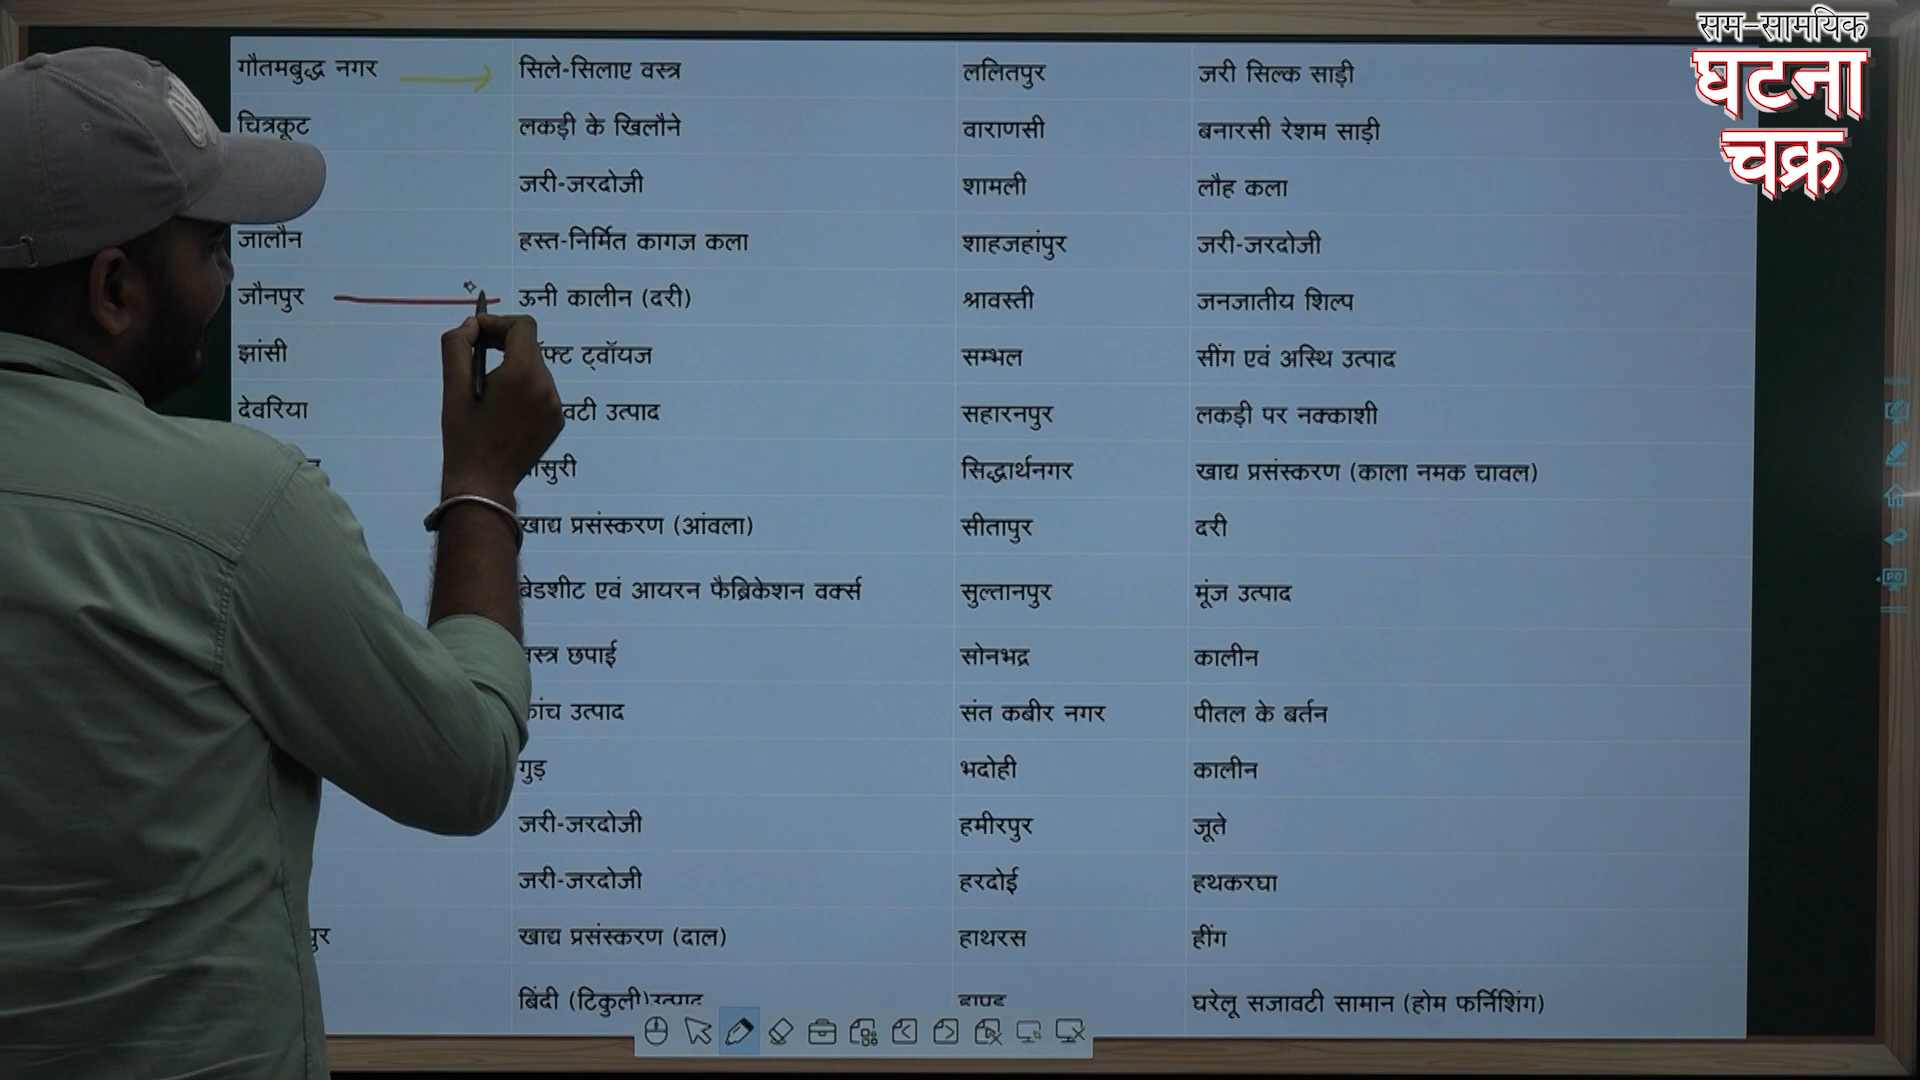 सम-सामयिक
घटना
चक्र
गौतमबुद्ध नगर सिले-सिलाए वस्त्र ललितपुर जरी सिल्क साड़ी
चित्रकूट लकड़ी के खिलौने वाराणसी बनारसी रेशम साड़ी
जरी-जरदोजी शामली लौह कला
जालौन हस्त-निर्मित कागज कला शाहजहांपुर जरी-जरदोजी
जौनपुर ऊनी कालीन (दरी) श्रावस्ती जनजातीय शिल्प
झांसी ट्वॉयज सम्भल सींग एवं अस्थि उत्पाद
देवरिया उत्पाद सहारनपुर लकड़ी पर नक्काशी
सिद्धार्थनगर खाद्य प्रसंस्करण (काला नमक चावल)
खाद्य प्रसंस्करण (आंवला) सीतापुर दरी
बेडशीट एवं आयरन फैब्रिकेशन वर्क्स सुल्तानपुर मूंज उत्पाद
वस्त्र छपाई सोनभद्र कालीन
कांच उत्पाद संत कबीर नगर पीतल के बर्तन
गुड़ भदोही कालीन
जरी-जरदोजी हमीरपुर जूते
जरी-जरदोजी हरदोई हथकरघा
खाद्य प्रसंस्करण (दाल) हाथरस हींग
बिंदी (टिकुली) उत्पाद घरेलू सजावटी सामान (होम फर्निशिंग)